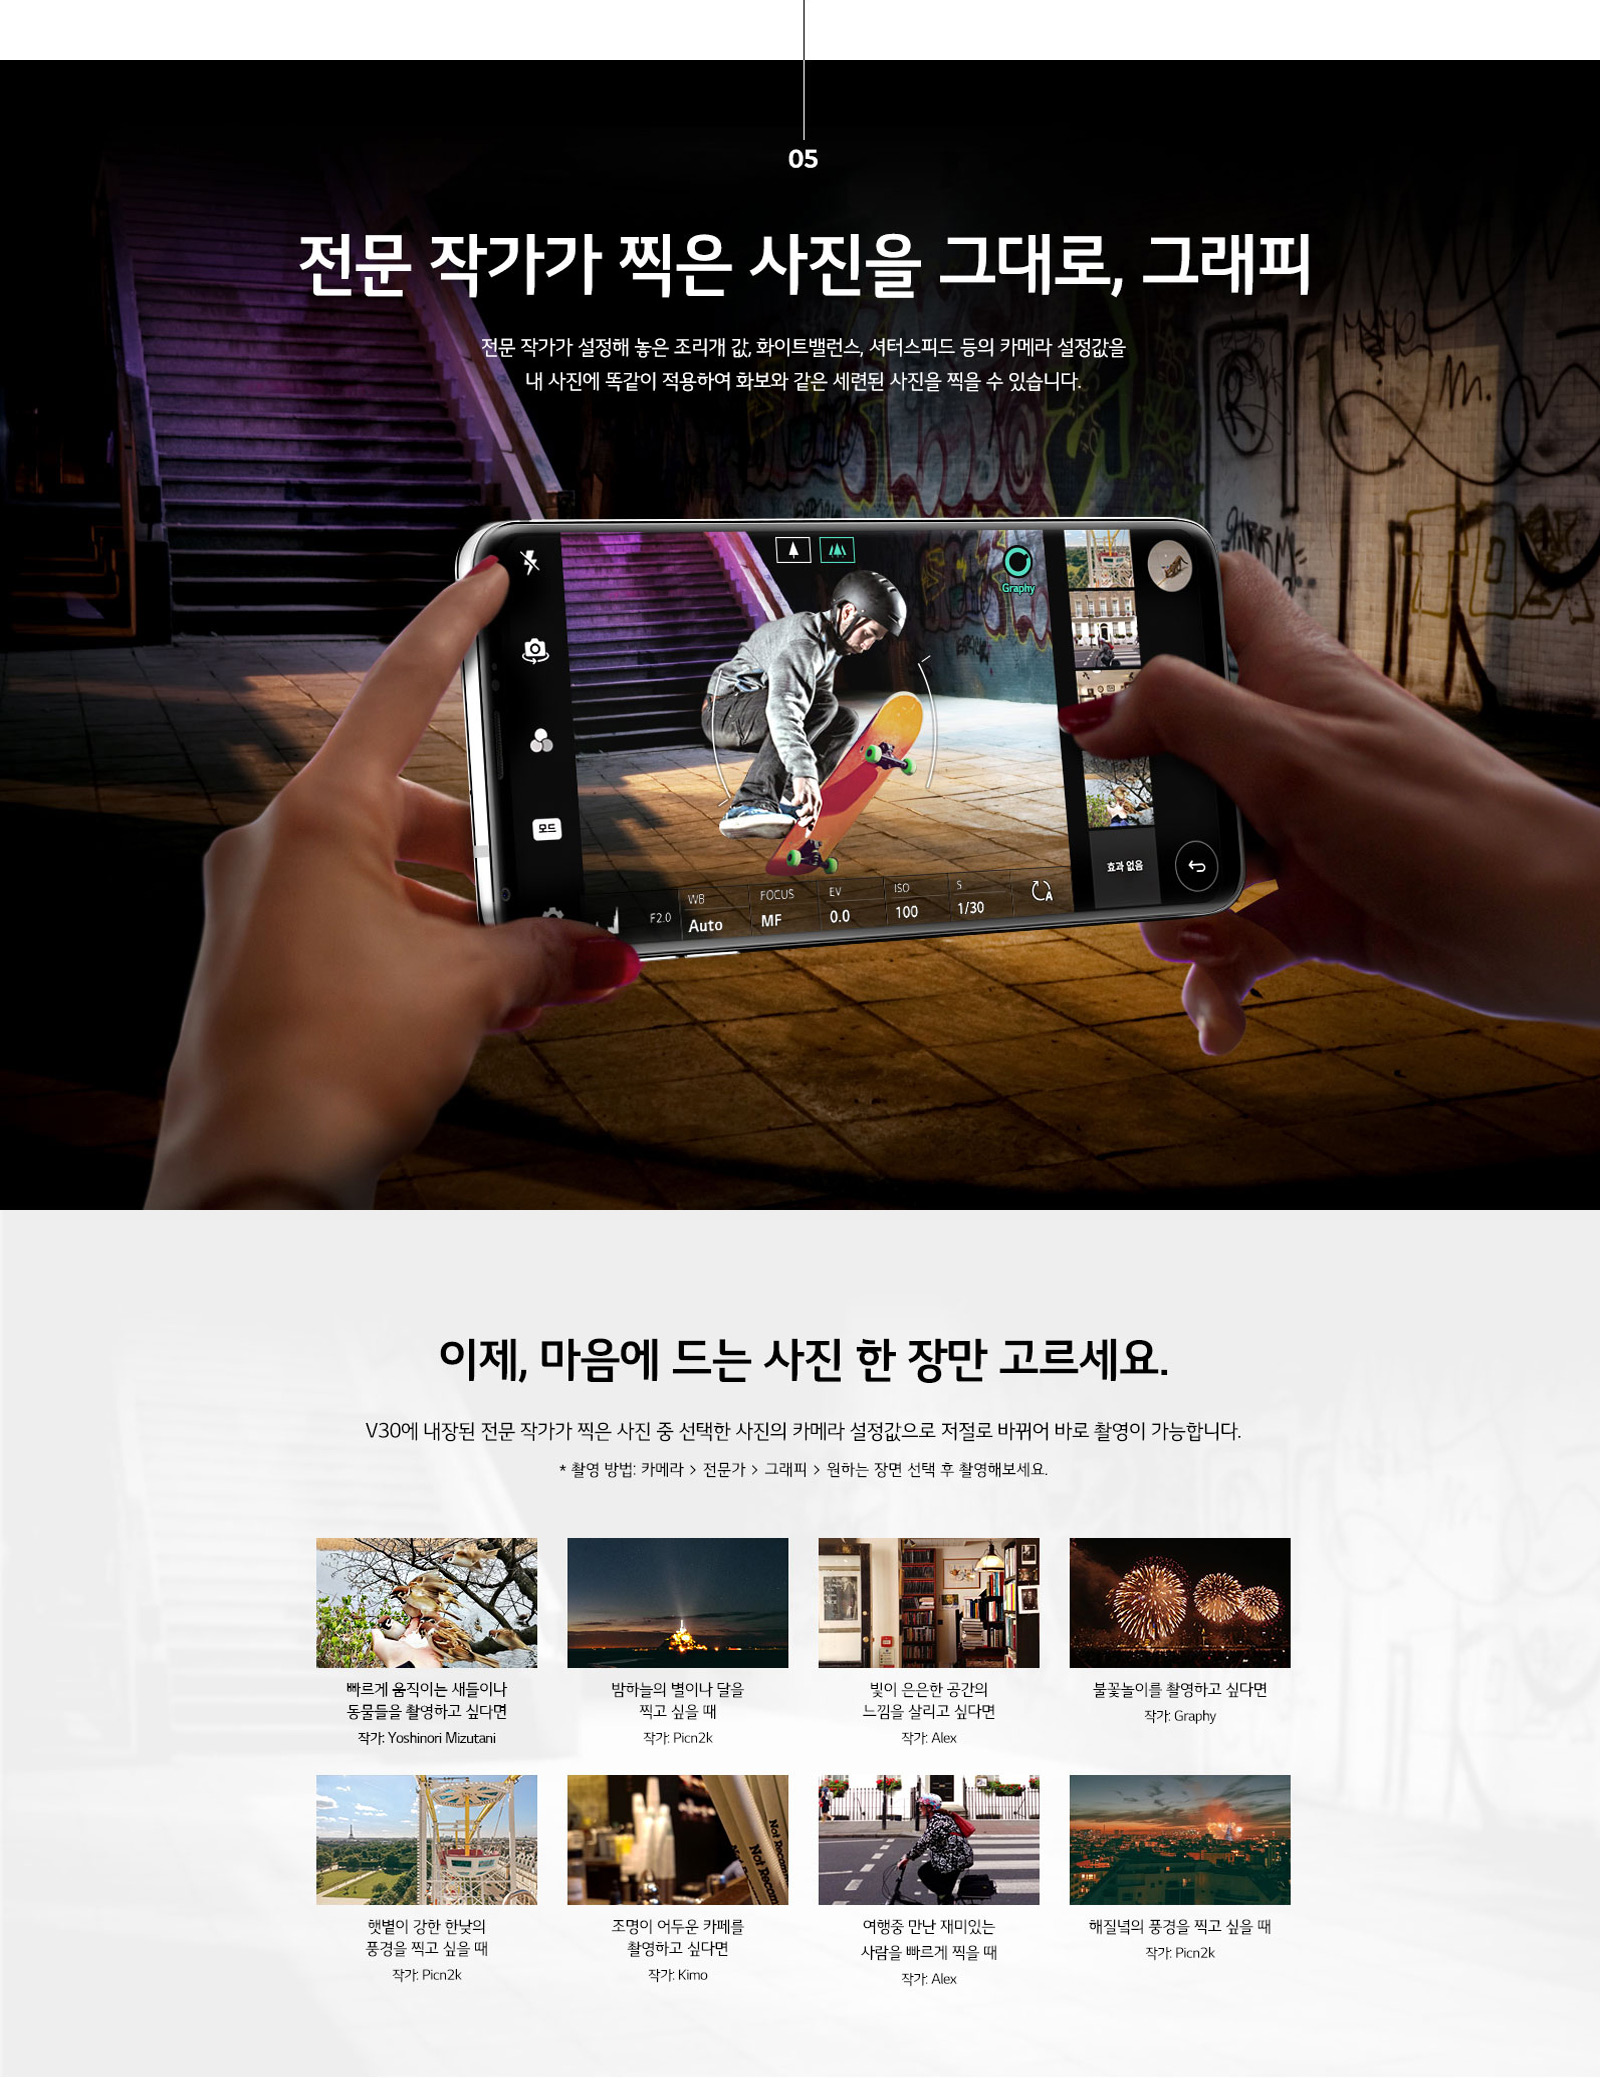 05
전문 작가가 찍은 사진을 그대로, 그래피
전문 작가가 설정해 놓은 조리개 값, 화이트밸런스, 셔터스피드 등의 카메라 설정값을
내 사진에 똑같이 적용하여 화보와 같은 세련된 사진을 찍을 수 있습니다.
Graphy
모드
효과 없음
F2.0
WB
Auto
FOCUS
MF
EV
0.0
ISO
100
S
1/30
A
이제, 마음에 드는 사진 한 장만 고르세요.
V30에 내장된 전문 작가가 찍은 사진 중 선택한 사진의 카메라 설정값으로 저절로 바뀌어 바로 촬영이 가능합니다.
* 촬영 방법: 카메라 > 전문가 > 그래피 > 원하는 장면 선택 후 촬영해보세요.
빠르게 움직이는 새들이나
동물들을 촬영하고 싶다면
작가: Yoshinori Mizutani
밤하늘의 별이나 달을
찍고 싶을 때
작가: Picn2k
빛이 은은한 공간의
느낌을 살리고 싶다면
작가: Alex
불꽃놀이를 촬영하고 싶다면
작가: Graphy
햇볕이 강한 한낮의
풍경을 찍고 싶을 때
작가: Picn2k
조명이 어두운 카페를
촬영하고 싶다면
작가: Kimo
여행중 만난 재미있는
사람을 빠르게 찍을 때
작가: Alex
해질녘의 풍경을 찍고 싶을 때
작가: Picn2k